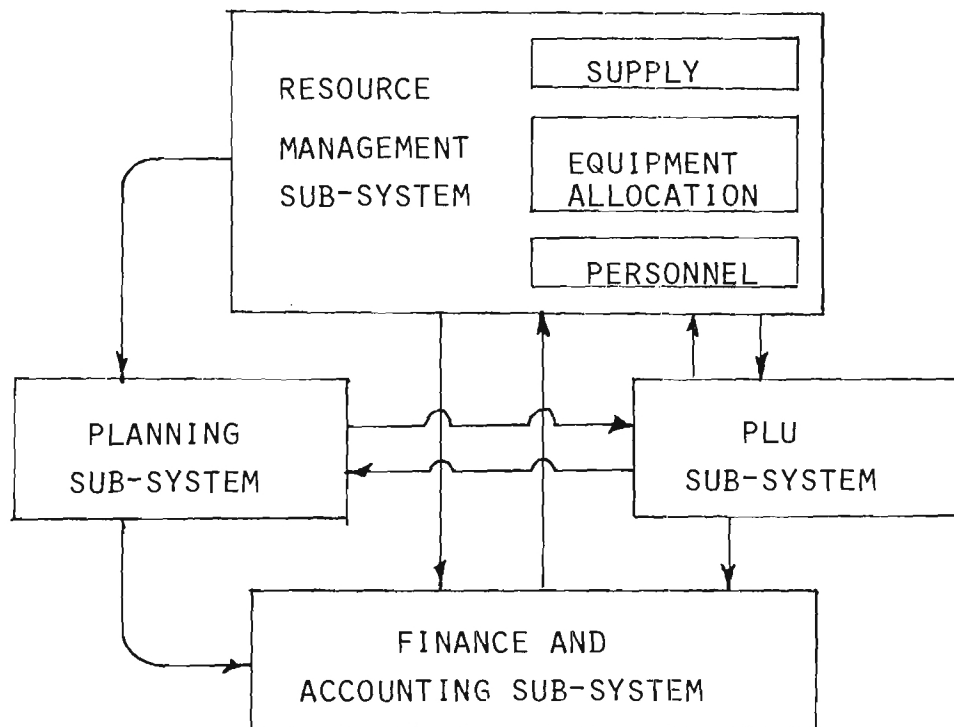 RESOURCE
MANAGEMENT
SUB-SYSTEM
SUPPLY
EQUIPMENT
ALLOCATION
PERSONNEL
PLANNING
SUB-SYSTEM
PLU
SUB-SYSTEM
FINANCE AND
ACCOUNTING SUB-SYSTEM